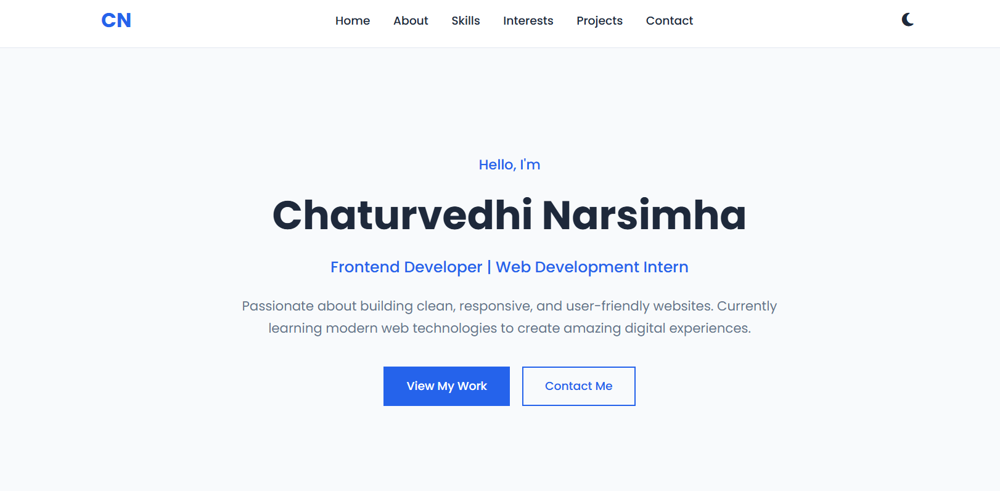 CN
Home About Skills Interests Projects Contact
Hello, I'm
Chaturvedhi Narsimha
Frontend Developer | Web Development Intern
Passionate about building clean, responsive, and user-friendly websites. Currently
learning modern web technologies to create amazing digital experiences.
View My Work
Contact Me